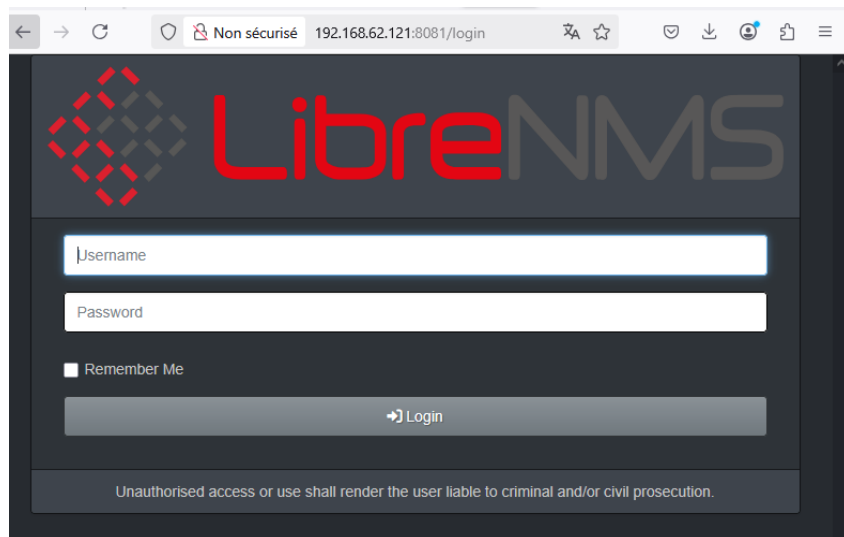 Non sécurisé 192.168.62.121:8081/login
LibreNMS
Username
Password
Remember Me
Login
Unauthorised access or use shall render the user liable to criminal and/or civil prosecution.